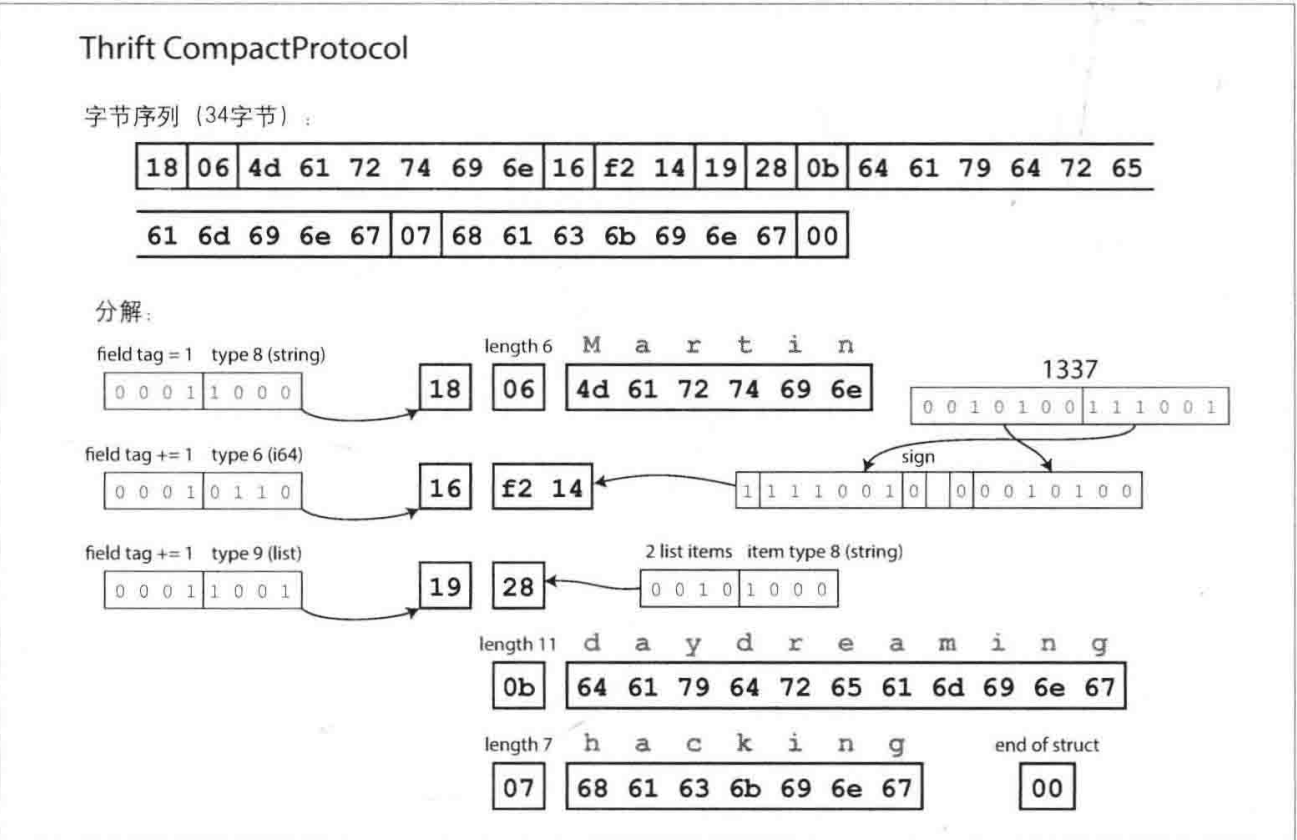 Thrift CompactProtocol
字节序列（34字节）:
18 06 4d 61 72 74 69 6e 16 f2 14 19 28 0b 64 61 79 64 72 65
61 6d 69 6e 67 07 68 61 63 6b 69 6e 67 00
分解:
field tag = 1 type 8 (string)
0 0 0 1 1 0 0 0
18
length 6
06
M a r t i n
4d 61 72 74 69 6e
1337
0 0 1 0 1 0 0 1 1 1 0 0 1
field tag += 1 type 6 (i64)
0 0 0 1 0 1 1 0
16
f2 14
sign
1 1 1 1 0 0 1 0 0 0 0 1 0 1 0 0
field tag += 1 type 9 (list)
0 0 0 1 1 0 0 1
19
28
2 list items item type 8 (string)
0 0 1 0 1 0 0 0
length 11
0b
d a y d r e a m i n g
64 61 79 64 72 65 61 6d 69 6e 67
length 7
07
h a c k i n g
68 61 63 6b 69 6e 67
end of struct
00